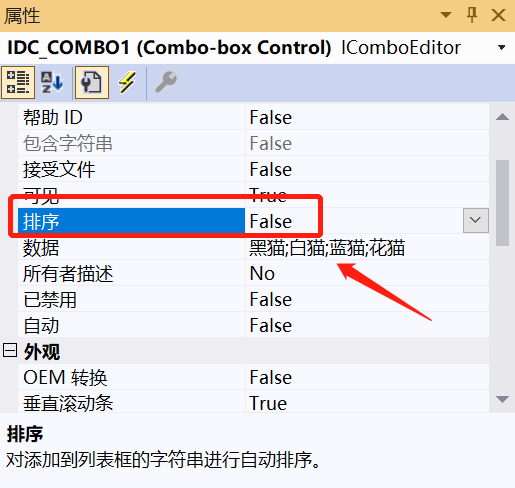 属性
IDC_COMBO1 (Combo-box Control) IComboEditor
帮助 ID False
包含字符串 False
接受文件 False
可见 True
排序 False
数据 黑猫;白猫;蓝猫;花猫
所有者描述 No
已禁用 False
自动 False
外观
OEM 转换 False
垂直滚动条 True
排序
对添加到列表框的字符串进行自动排序。